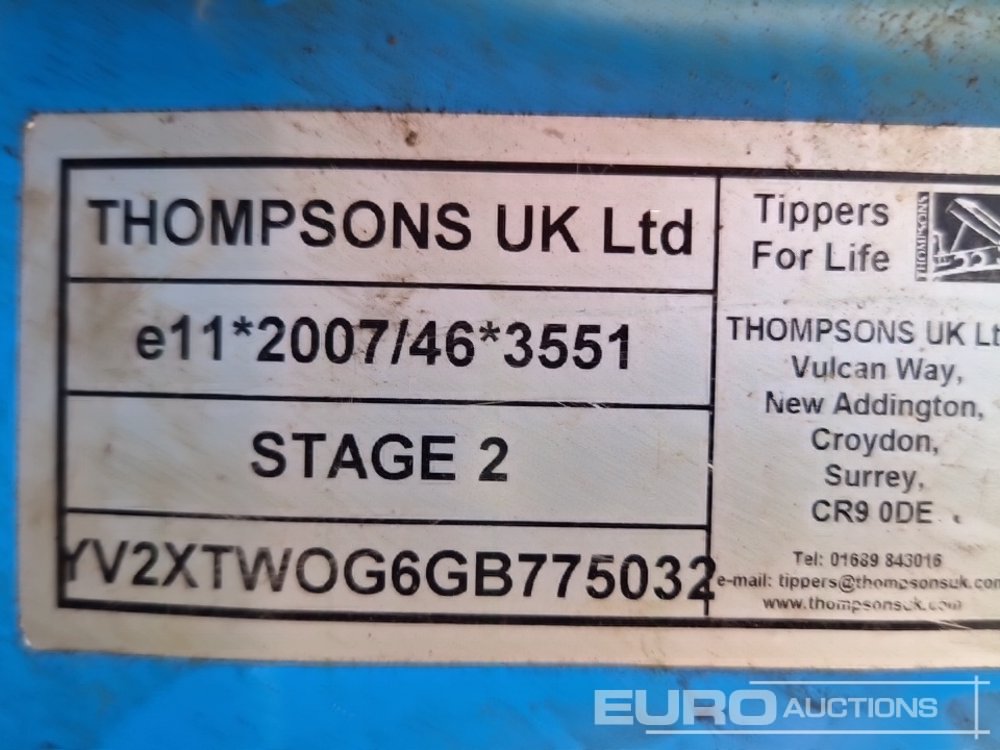 THOMPSONS UK Ltd
e11*2007/46*3551
STAGE 2
YV2XTWOG6GB775032
Tippers
For Life
THOMPSONS
THOMPSONS UK Lt
Vulcan Way,
New Addington,
Croydon,
Surrey,
CR9 0DE
Tel: 01689 843016
e-mail: tippers@thompsonsuk.com
www.thompsonsuk.com
EURO AUCTIONS